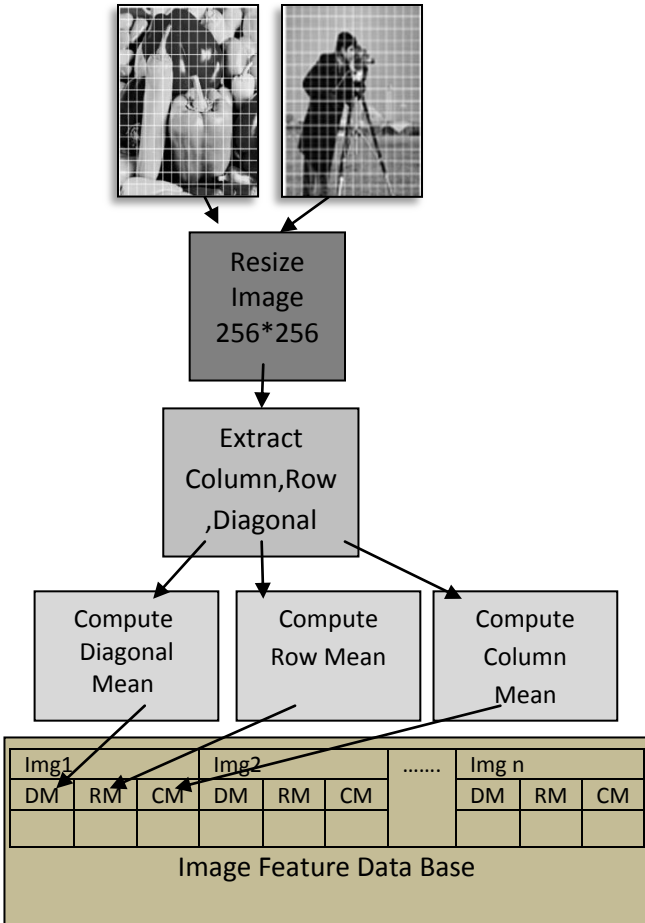 Resize
Image
256*256
Extract
Column,Row
,Diagonal
Compute
Diagonal
Mean
Compute
Row Mean
Compute
Column
Mean
Img1 Img2 ....... Img n
DM RM CM DM RM CM DM RM CM
Image Feature Data Base